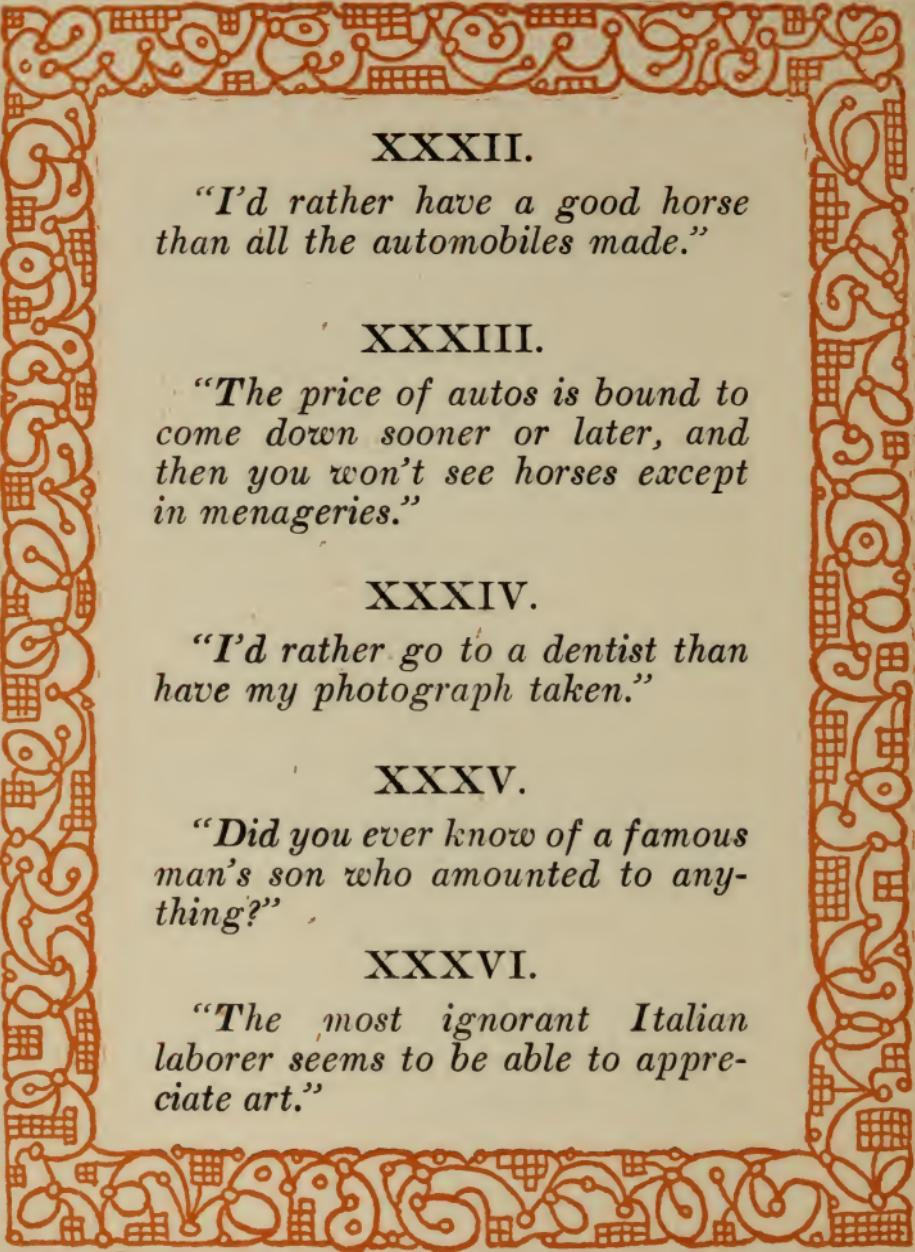 XXXII.
“I’d rather have a good horse
than all the automobiles made.”
XXXIII.
“The price of autos is bound to
come down sooner or later, and
then you won’t see horses except
in menageries.”
XXXIV.
“I’d rather go to a dentist than
have my photograph taken.”
XXXV.
“Did you ever know of a famous
man’s son who amounted to any-
thing?”
XXXVI.
“The most ignorant Italian
laborer seems to be able to appre-
ciate art.”